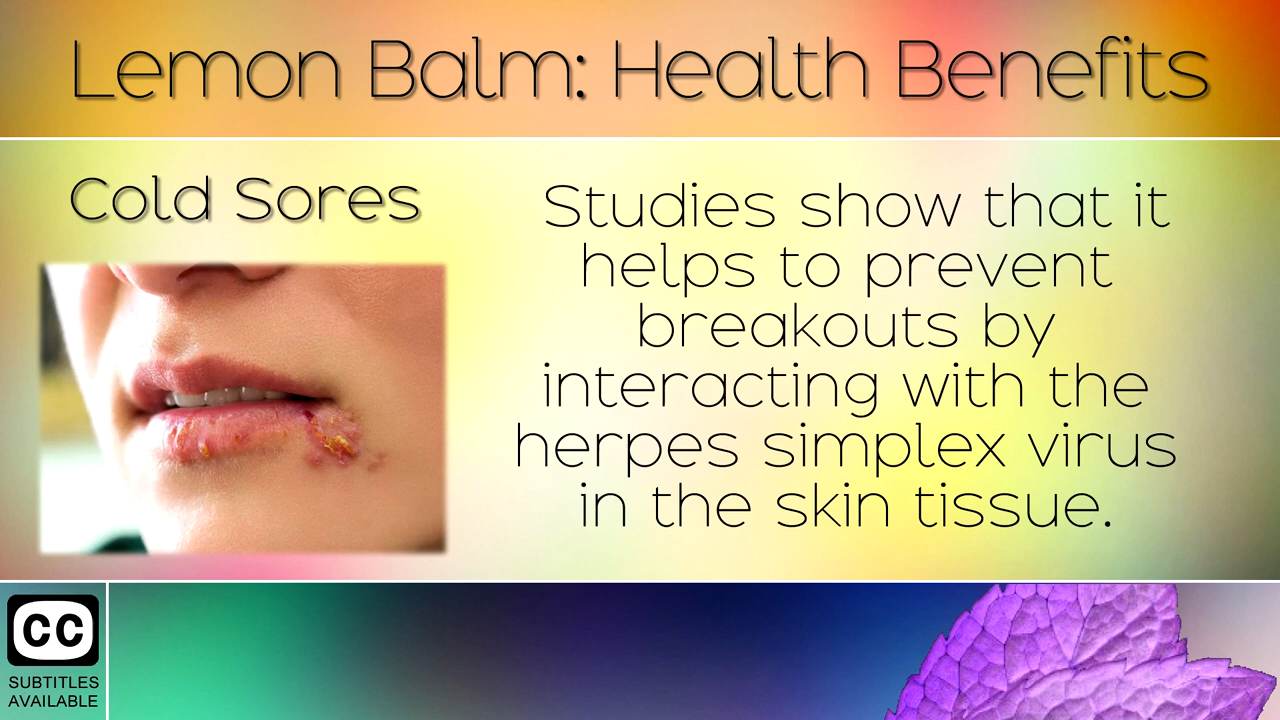 Lemon Balm: Health Benefits
Cold Sores
Studies show that it
helps to prevent
breakouts by
interacting with the
herpes simplex virus
in the skin tissue.
CC
SUBTITLES
AVAILABLE